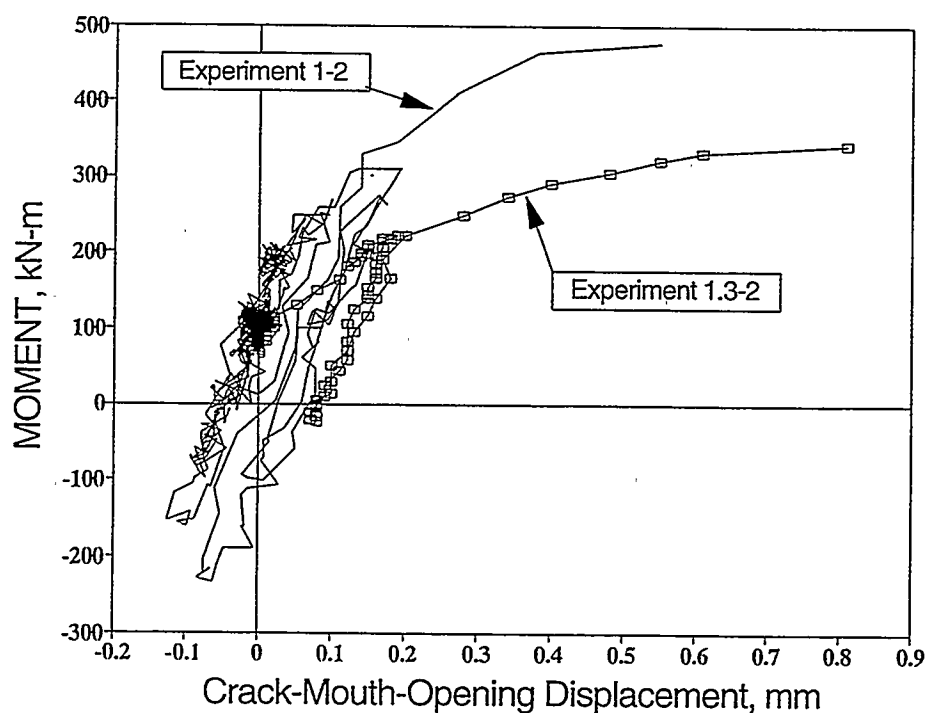 500
400
300
200
100
0
-100
-200
-300
MOMENT, kN-m
Experiment 1-2
Experiment 1.3-2
-0.2 -0.1 0 0.1 0.2 0.3 0.4 0.5 0.6 0.7 0.8 0.9
Crack-Mouth-Opening Displacement, mm